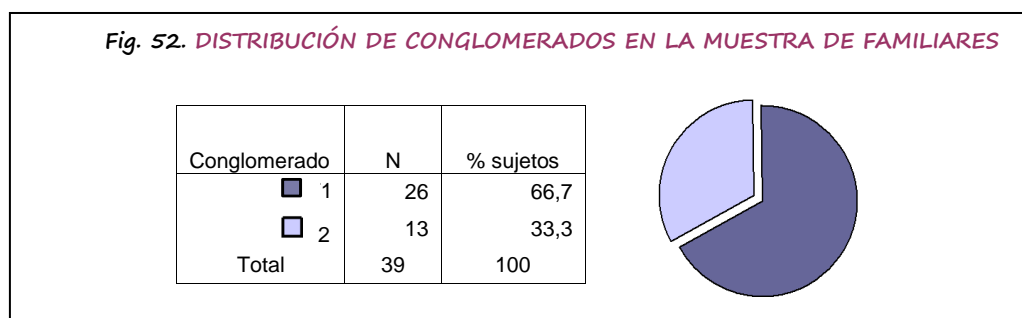 Fig. 52. DISTRIBUCIÓN DE CONGLOMERADOS EN LA MUESTRA DE FAMILIARES
Conglomerado N % sujetos
1 26 66,7
2 13 33,3
Total 39 100